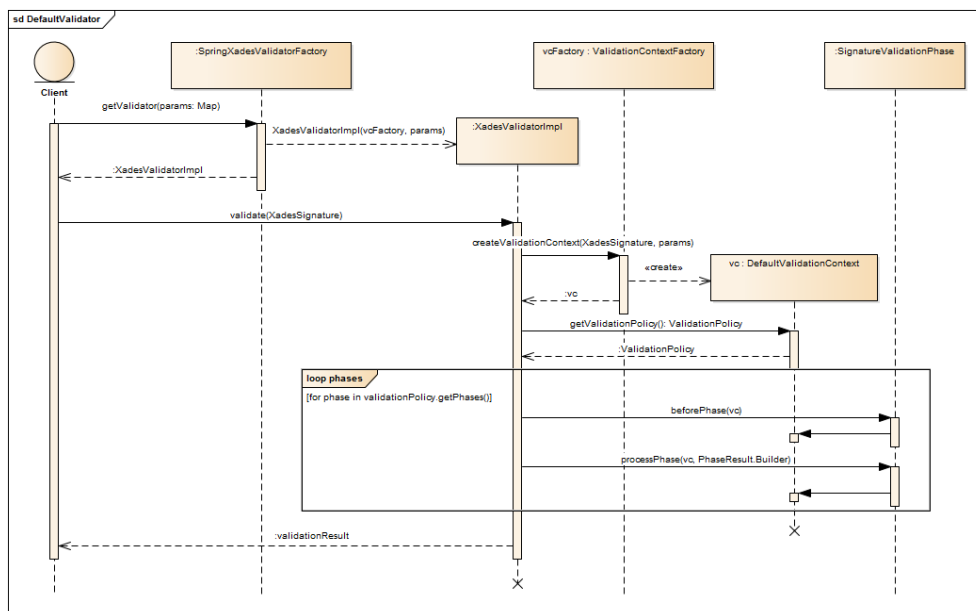 sd DefaultValidator
:SpringXadesValidatorFactory
vcFactory : ValidationContextFactory
:SignatureValidationPhase
Client
getValidator(params: Map)
XadesValidatorImpl(vcFactory, params)
:XadesValidatorImpl
:XadesValidatorImpl
validate(XadesSignature)
createValidationContext(XadesSignature, params)
«create»
vc : DefaultValidationContext
:vc
getValidationPolicy(): ValidationPolicy
:ValidationPolicy
loop phases
[for phase in validationPolicy.getPhases()]
beforePhase(vc)
processPhase(vc, PhaseResult.Builder)
:validationResult